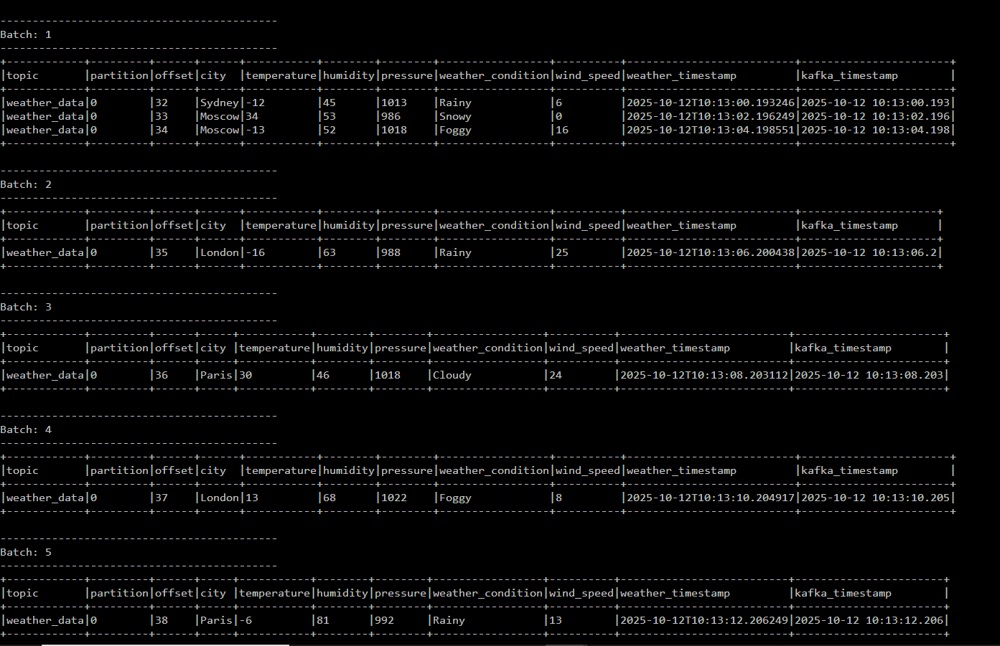 -------------------------------------------
Batch: 1
-------------------------------------------
+------------+---------+------+------+-----------+--------+--------+-----------------+----------+--------------------------+-----------------------+
|topic       |partition|offset|city  |temperature|humidity|pressure|weather_condition|wind_speed|weather_timestamp         |kafka_timestamp        |
+------------+---------+------+------+-----------+--------+--------+-----------------+----------+--------------------------+-----------------------+
|weather_data|0        |32    |Sydney|-12        |45      |1013    |Rainy            |6         |2025-10-12T10:13:00.193246|2025-10-12 10:13:00.193|
|weather_data|0        |33    |Moscow|34         |53      |986     |Snowy            |0         |2025-10-12T10:13:02.196249|2025-10-12 10:13:02.196|
|weather_data|0        |34    |Moscow|-13        |52      |1018    |Foggy            |16        |2025-10-12T10:13:04.198551|2025-10-12 10:13:04.198|
+------------+---------+------+------+-----------+--------+--------+-----------------+----------+--------------------------+-----------------------+
-------------------------------------------
Batch: 2
-------------------------------------------
+------------+---------+------+------+-----------+--------+--------+-----------------+----------+--------------------------+---------------------+
|topic       |partition|offset|city  |temperature|humidity|pressure|weather_condition|wind_speed|weather_timestamp         |kafka_timestamp      |
+------------+---------+------+------+-----------+--------+--------+-----------------+----------+--------------------------+---------------------+
|weather_data|0        |35    |London|-16        |63      |988     |Rainy            |25        |2025-10-12T10:13:06.200438|2025-10-12 10:13:06.2|
+------------+---------+------+------+-----------+--------+--------+-----------------+----------+--------------------------+---------------------+
-------------------------------------------
Batch: 3
-------------------------------------------
+------------+---------+------+-----+-----------+--------+--------+-----------------+----------+--------------------------+-----------------------+
|topic       |partition|offset|city |temperature|humidity|pressure|weather_condition|wind_speed|weather_timestamp         |kafka_timestamp        |
+------------+---------+------+-----+-----------+--------+--------+-----------------+----------+--------------------------+-----------------------+
|weather_data|0        |36    |Paris|30         |46      |1018    |Cloudy           |24        |2025-10-12T10:13:08.203112|2025-10-12 10:13:08.203|
+------------+---------+------+-----+-----------+--------+--------+-----------------+----------+--------------------------+-----------------------+
-------------------------------------------
Batch: 4
-------------------------------------------
+------------+---------+------+------+-----------+--------+--------+-----------------+----------+--------------------------+-----------------------+
|topic       |partition|offset|city  |temperature|humidity|pressure|weather_condition|wind_speed|weather_timestamp         |kafka_timestamp        |
+------------+---------+------+------+-----------+--------+--------+-----------------+----------+--------------------------+-----------------------+
|weather_data|0        |37    |London|13         |68      |1022    |Foggy            |8         |2025-10-12T10:13:10.204917|2025-10-12 10:13:10.205|
+------------+---------+------+------+-----------+--------+--------+-----------------+----------+--------------------------+-----------------------+
-------------------------------------------
Batch: 5
-------------------------------------------
+------------+---------+------+-----+-----------+--------+--------+-----------------+----------+--------------------------+-----------------------+
|topic       |partition|offset|city |temperature|humidity|pressure|weather_condition|wind_speed|weather_timestamp         |kafka_timestamp        |
+------------+---------+------+-----+-----------+--------+--------+-----------------+----------+--------------------------+-----------------------+
|weather_data|0        |38    |Paris|-6         |81      |992     |Rainy            |13        |2025-10-12T10:13:12.206249|2025-10-12 10:13:12.206|
+------------+---------+------+-----+-----------+--------+--------+-----------------+----------+--------------------------+-----------------------+